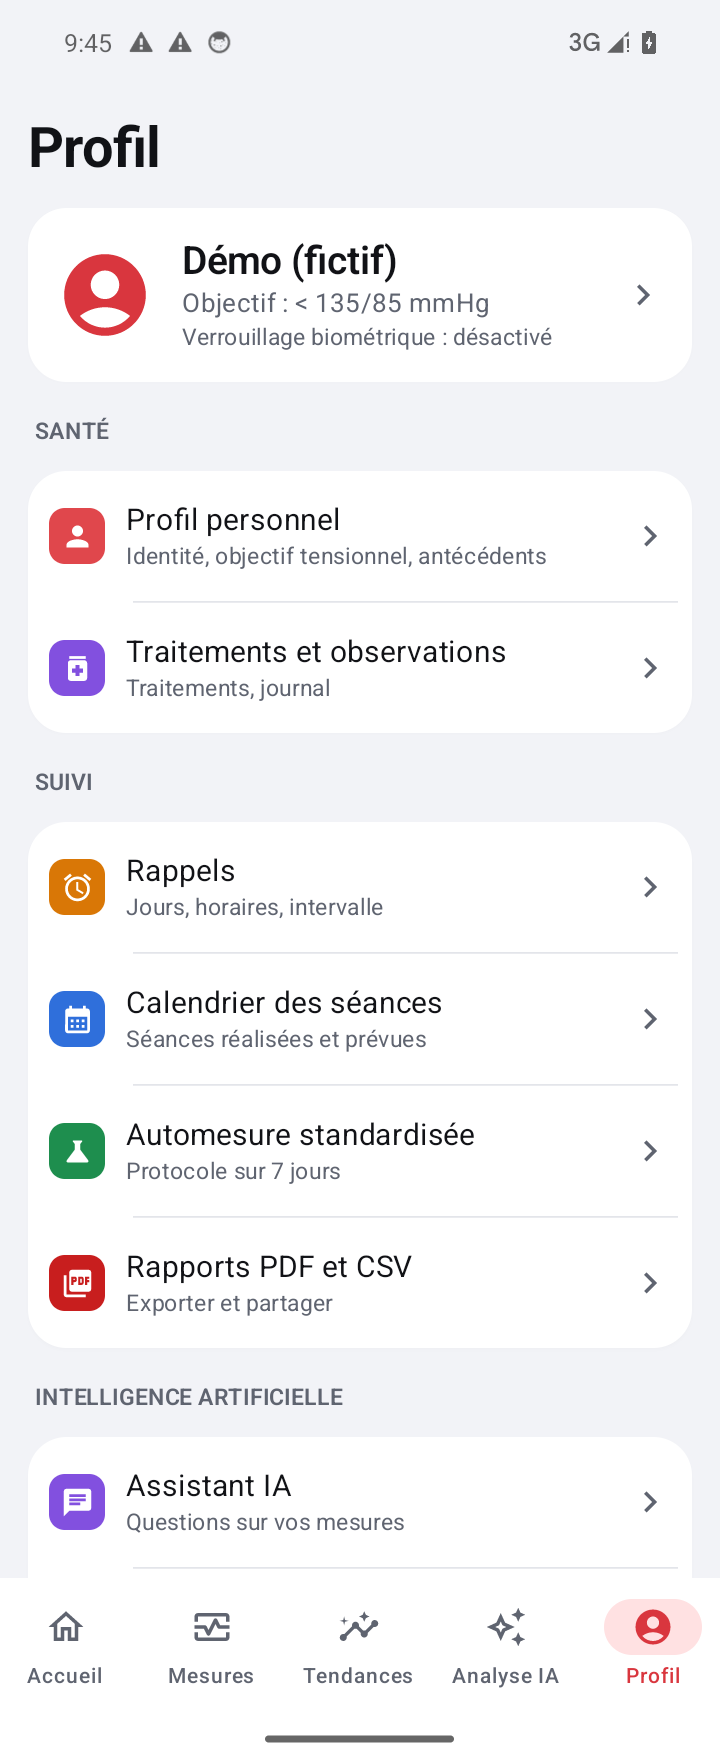 9:45
3G
Profil
Démo (fictif)
Objectif : < 135/85 mmHg
Verrouillage biométrique : désactivé
SANTÉ
Profil personnel
Identité, objectif tensionnel, antécédents
Traitements et observations
Traitements, journal
SUIVI
Rappels
Jours, horaires, intervalle
Calendrier des séances
Séances réalisées et prévues
Automesure standardisée
Protocole sur 7 jours
PDF
Rapports PDF et CSV
Exporter et partager
INTELLIGENCE ARTIFICIELLE
Assistant IA
Questions sur vos mesures
Accueil
Mesures
Tendances
Analyse IA
Profil